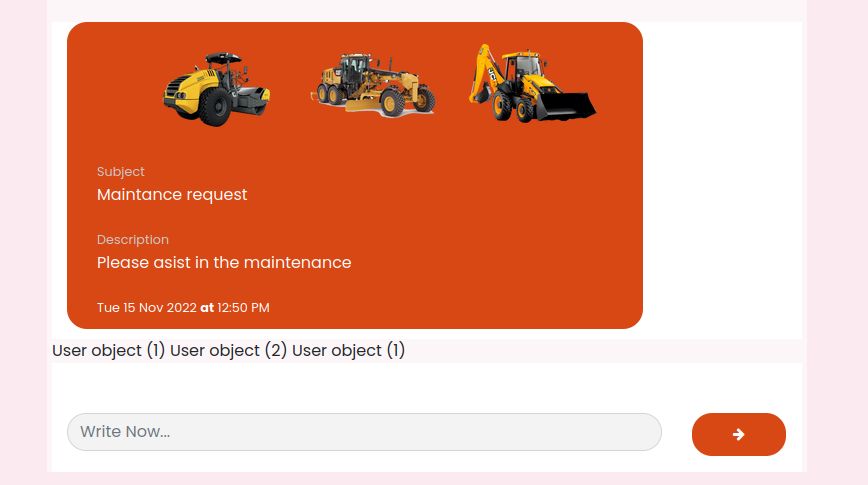 Subject
Maintance request
Description
Please asist in the maintenance
Tue 15 Nov 2022 at 12:50 PM
User object (1) User object (2) User object (1)
Write Now...